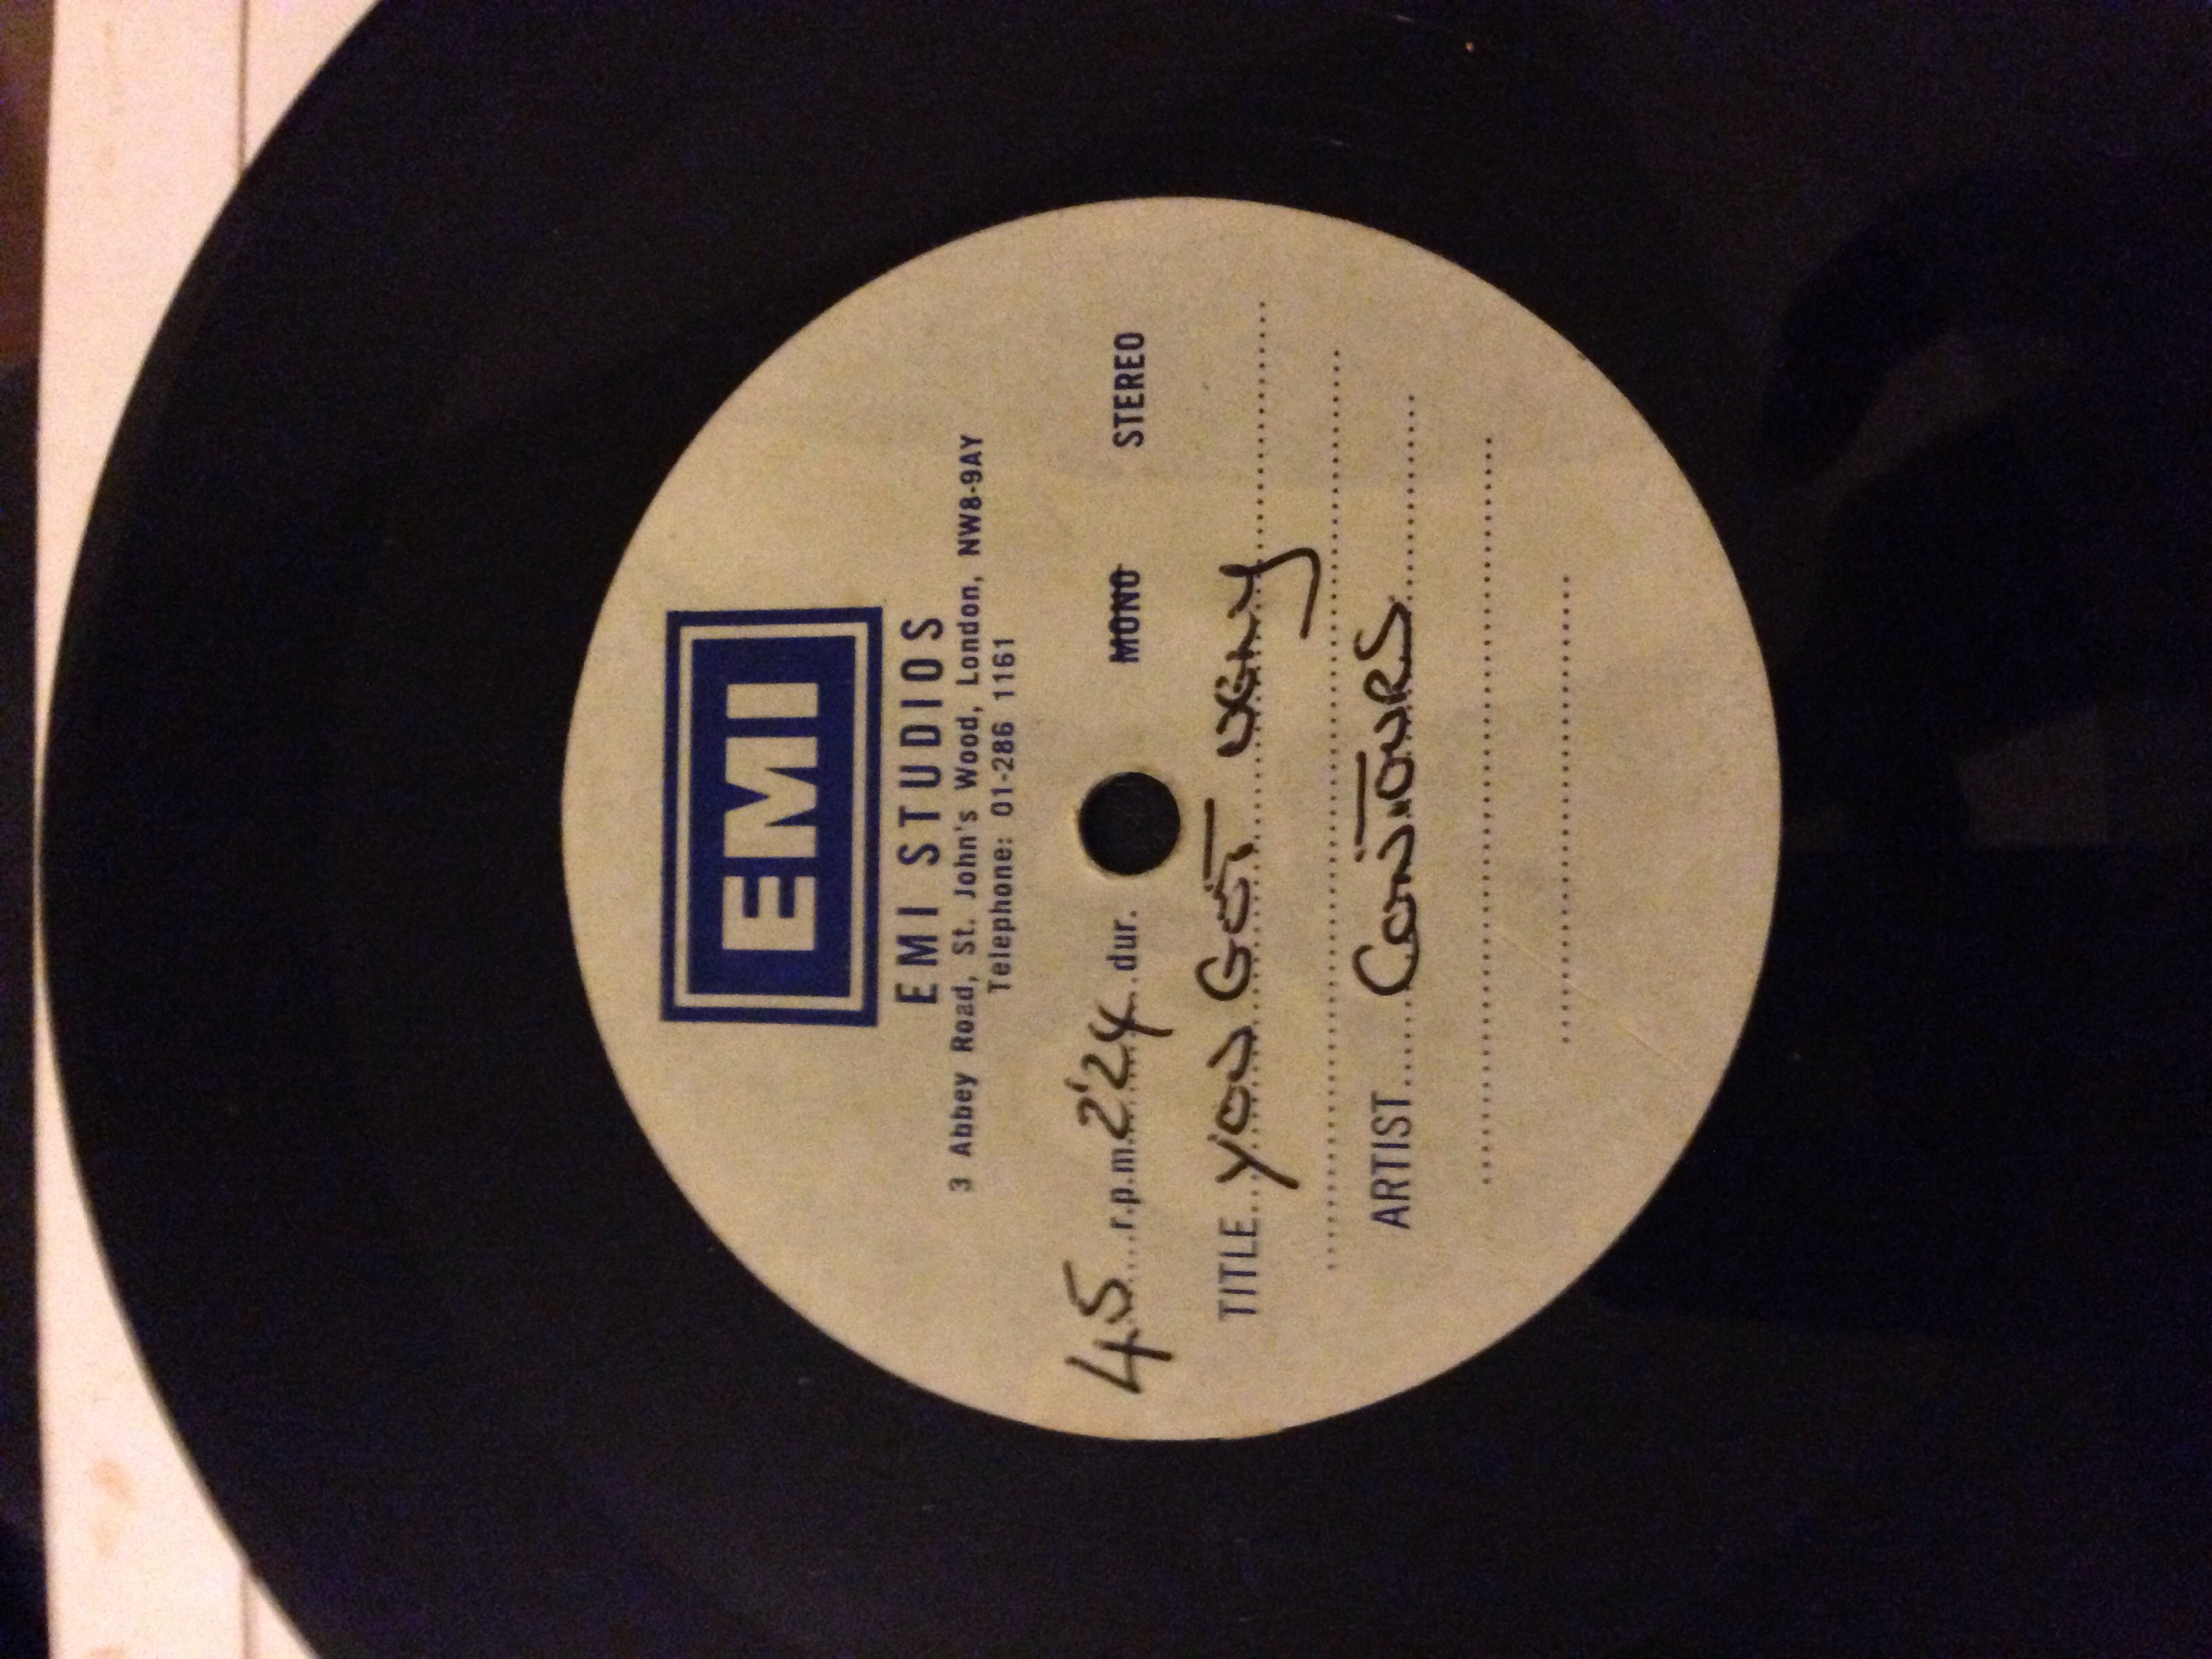 EMI
EMI STUDIOS
3 Abbey Road, St. John's Wood, London, NW8-9AY
Telephone: 01-286 1161
45 r.p.m. 2'24 dur. MONO STEREO
TITLE you GOT
ARTIST CONTOURS